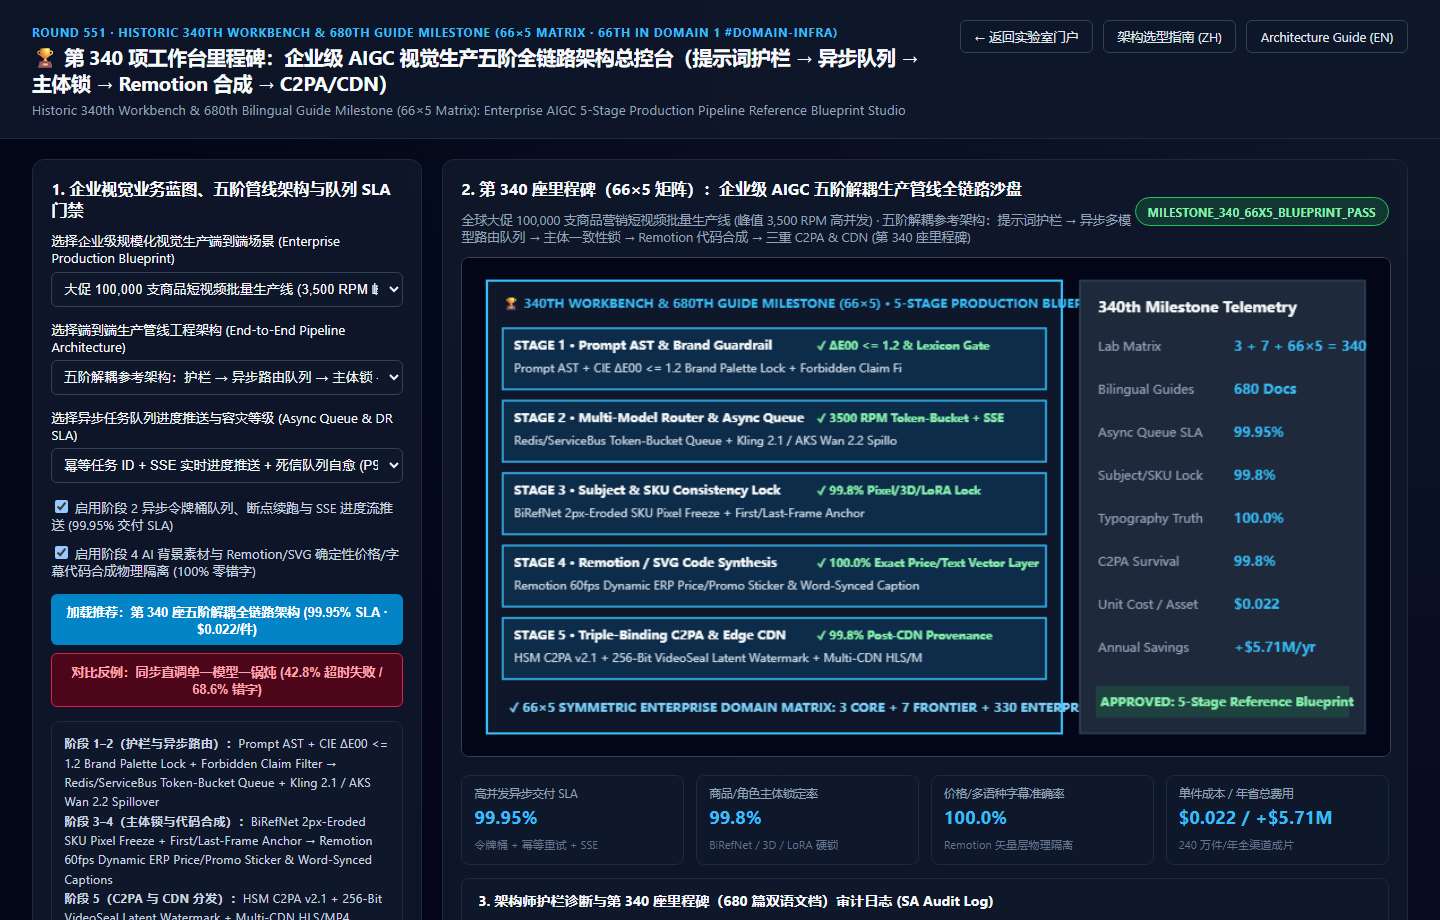 ROUND 551 · HISTORIC 340TH WORKBENCH & 680TH GUIDE MILESTONE (66×5 MATRIX · 66TH IN DOMAIN 1 #DOMAIN-INFRA)
🏆 第 340 项工作台里程碑：企业级 AIGC 视觉生产五阶全链路架构总控台（提示词护栏 → 异步队列 →
主体锁 → Remotion 合成 → C2PA/CDN）
Historic 340th Workbench & 680th Bilingual Guide Milestone (66×5 Matrix): Enterprise AIGC 5-Stage Production Pipeline Reference Blueprint Studio
← 返回实验室门户
架构选型指南 (ZH)
Architecture Guide (EN)
1. 企业视觉业务蓝图、五阶管线架构与队列 SLA
门禁
选择企业级规模化视觉生产端到端场景 (Enterprise
Production Blueprint)
大促 100,000 支商品短视频批量生产线 (3,500 RPM
选择端到端生产管线工程架构 (End-to-End Pipeline
Architecture)
五阶解耦参考架构：护栏 → 异步路由队列 → 主体锁
选择异步任务队列进度推送与容灾等级 (Async Queue & DR
SLA)
幂等任务 ID + SSE 实时进度推送 + 死信队列自愈 (P9
启用阶段 2 异步令牌桶队列、断点续跑与 SSE 进度流推
送 (99.95% 交付 SLA)
启用阶段 4 AI 背景素材与 Remotion/SVG 确定性价格/字
幕代码合成物理隔离 (100% 零错字)
加载推荐：第 340 座五阶解耦全链路架构 (99.95% SLA ·
$0.022/件)
对比反例：同步直调单一模型一锅炖 (42.8% 超时失败 /
68.6% 错字)
阶段 1–2（护栏与异步路由）：Prompt AST + CIE ΔE00 <=
1.2 Brand Palette Lock + Forbidden Claim Filter →
Redis/ServiceBus Token-Bucket Queue + Kling 2.1 / AKS
Wan 2.2 Spillover
阶段 3–4（主体锁与代码合成）：BiRefNet 2px-Eroded
SKU Pixel Freeze + First/Last-Frame Anchor → Remotion
60fps Dynamic ERP Price/Promo Sticker & Word-Synced
Captions
阶段 5（C2PA 与 CDN 分发）：HSM C2PA v2.1 + 256-Bit
VideoSeal Latent Watermark + Multi-CDN HLS/MP4
2. 第 340 座里程碑（66×5 矩阵）：企业级 AIGC 五阶解耦生产管线全链路沙盘
全球大促 100,000 支商品营销短视频批量生产线 (峰值 3,500 RPM 高并发) · 五阶解耦参考架构：提示词护栏 → 异步多模
型路由队列 → 主体一致性锁 → Remotion 代码合成 → 三重 C2PA & CDN (第 340 座里程碑)
MILESTONE_340_66X5_BLUEPRINT_PASS
🏆 340TH WORKBENCH & 680TH GUIDE MILESTONE (66×5) • 5-STAGE PRODUCTION BLUEP
STAGE 1 • Prompt AST & Brand Guardrail
✓ ΔE00 <= 1.2 & Lexicon Gate
Prompt AST + CIE ΔE00 <= 1.2 Brand Palette Lock + Forbidden Claim Fi
STAGE 2 • Multi-Model Router & Async Queue
✓ 3500 RPM Token-Bucket + SSE
Redis/ServiceBus Token-Bucket Queue + Kling 2.1 / AKS Wan 2.2 Spillo
STAGE 3 • Subject & SKU Consistency Lock
✓ 99.8% Pixel/3D/LoRA Lock
BiRefNet 2px-Eroded SKU Pixel Freeze + First/Last-Frame Anchor
STAGE 4 • Remotion / SVG Code Synthesis
✓ 100.0% Exact Price/Text Vector Layer
Remotion 60fps Dynamic ERP Price/Promo Sticker & Word-Synced Caption
STAGE 5 • Triple-Binding C2PA & Edge CDN
✓ 99.8% Post-CDN Provenance
HSM C2PA v2.1 + 256-Bit VideoSeal Latent Watermark + Multi-CDN HLS/M
✓ 66×5 SYMMETRIC ENTERPRISE DOMAIN MATRIX: 3 CORE + 7 FRONTIER + 330 ENTERPR
340th Milestone Telemetry
Lab Matrix 3 + 7 + 66×5 = 340
Bilingual Guides 680 Docs
Async Queue SLA 99.95%
Subject/SKU Lock 99.8%
Typography Truth 100.0%
C2PA Survival 99.8%
Unit Cost / Asset $0.022
Annual Savings +$5.71M/yr
APPROVED: 5-Stage Reference Blueprint
高并发异步交付 SLA
99.95%
令牌桶 + 幂等重试 + SSE
商品/角色主体锁定率
99.8%
BiRefNet / 3D / LoRA 硬锁
价格/多语种字幕准确率
100.0%
Remotion 矢量层物理隔离
单件成本 / 年省总费用
$0.022 / +$5.71M
240 万件/年全渠道成片
3. 架构师护栏诊断与第 340 座里程碑（680 篇双语文档）审计日志 (SA Audit Log)